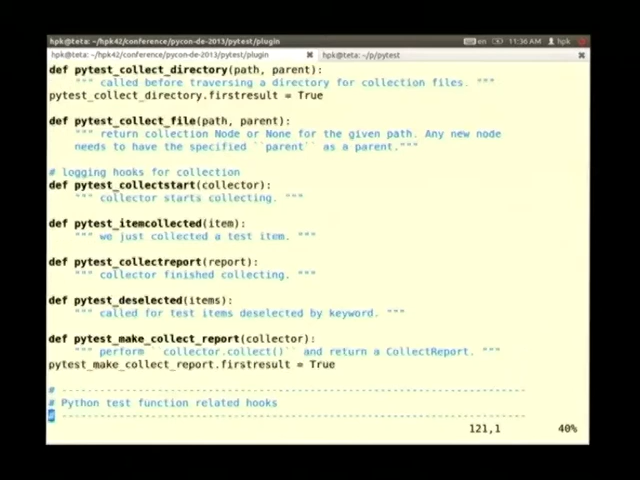 hpk@teta: ~/hpk42/conference/pycon-de-2013/pytest/plugin en 11:36 AM hpk
hpk@teta: ~/hpk42/conference/pycon-de-2013/pytest/plugin hpk@teta: ~/p/pytest
def pytest_collect_directory(path, parent):
""" called before traversing a directory for collection files. """
pytest_collect_directory.firstresult = True
def pytest_collect_file(path, parent):
""" return collection Node or None for the given path. Any new node
needs to have the specified ``parent`` as a parent."""
# logging hooks for collection
def pytest_collectstart(collector):
""" collector starts collecting. """
def pytest_itemcollected(item):
""" we just collected a test item. """
def pytest_collectreport(report):
""" collector finished collecting. """
def pytest_deselected(items):
""" called for test items deselected by keyword. """
def pytest_make_collect_report(collector):
""" perform ``collector.collect()`` and return a CollectReport. """
pytest_make_collect_report.firstresult = True
# -------------------------------------------------------------------------
# Python test function related hooks
# -------------------------------------------------------------------------
121,1 40%